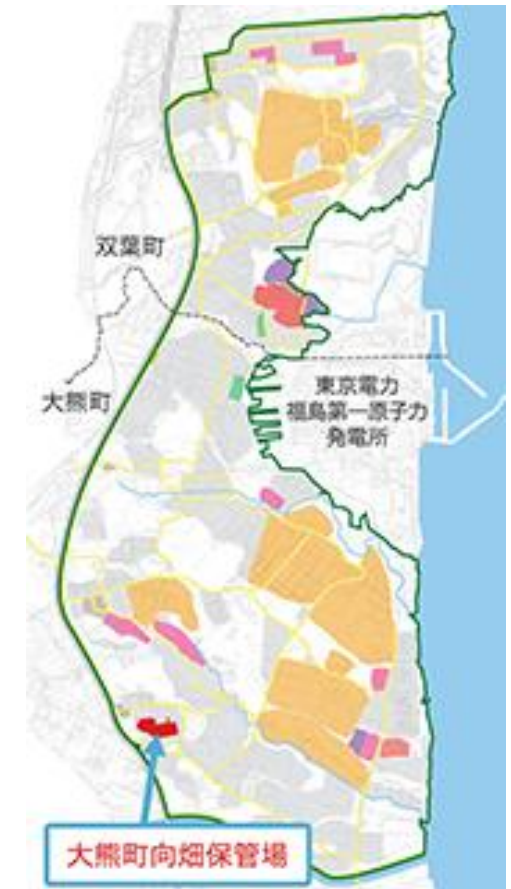 双葉町
大熊町
東京電力
福島第一原子力
発電所
大熊町向畑保管場